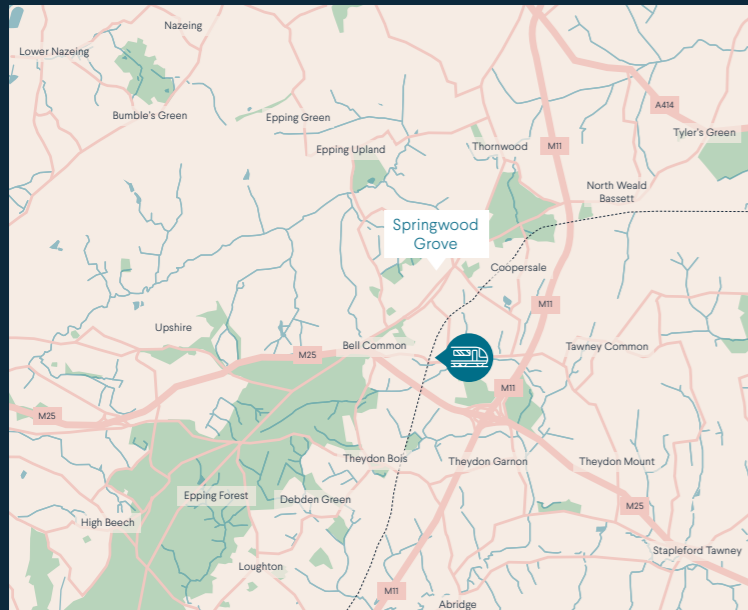 Nazeing
Lower Nazeing
A414
Bumble's Green
Epping Green
Tyler's Green
Epping Upland
Thornwood
M11
North Weald
Bassett
Springwood
Grove
Coopersale
M11
Upshire
Bell Common
Tawney Common
M25
M11
M25
Theydon Bois
Theydon Garnon
Theydon Mount
Epping Forest
Debden Green
M25
High Beech
Stapleford Tawney
Loughton
M11
Abridge